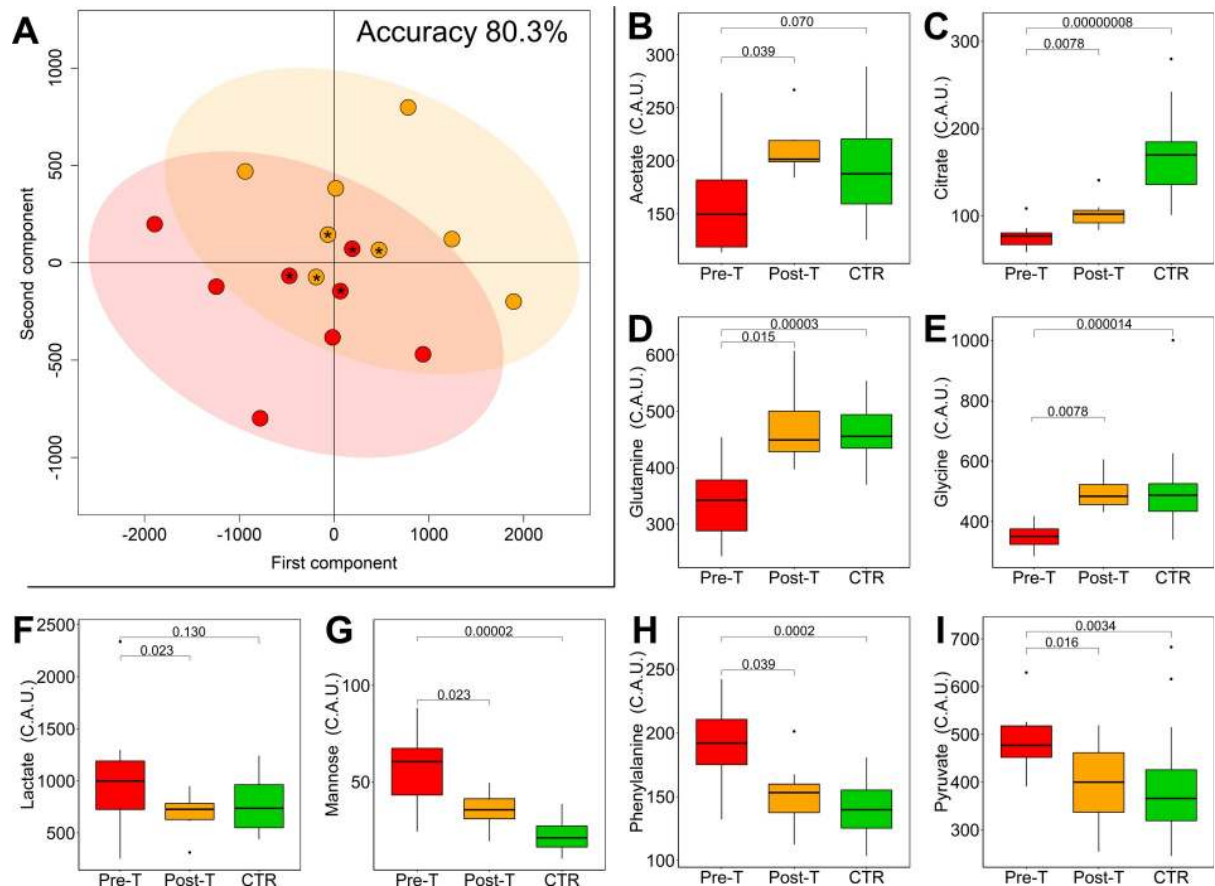 A
Accuracy 80.3%
1000
500
0
-500
-1000
Second component
-2000
-1000
0
1000
2000
First component
B
0.070
0.039
300
250
200
150
Acetate (C.A.U.)
Pre-T Post-T CTR
C
0.00000008
0.0078
300
200
100
Citrate (C.A.U.)
Pre-T Post-T CTR
D
0.00003
0.015
600
500
400
300
Glutamine (C.A.U.)
Pre-T Post-T CTR
E
0.000014
0.0078
1000
800
600
400
Glycine (C.A.U.)
Pre-T Post-T CTR
F
0.130
0.023
2500
2000
1500
1000
500
Lactate (C.A.U.)
Pre-T Post-T CTR
G
0.00002
0.023
100
50
Mannose (C.A.U.)
Pre-T Post-T CTR
H
0.0002
0.039
250
200
150
100
Phenylalanine (C.A.U.)
Pre-T Post-T CTR
I
0.0034
0.016
700
600
500
400
300
Pyruvate (C.A.U.)
Pre-T Post-T CTR